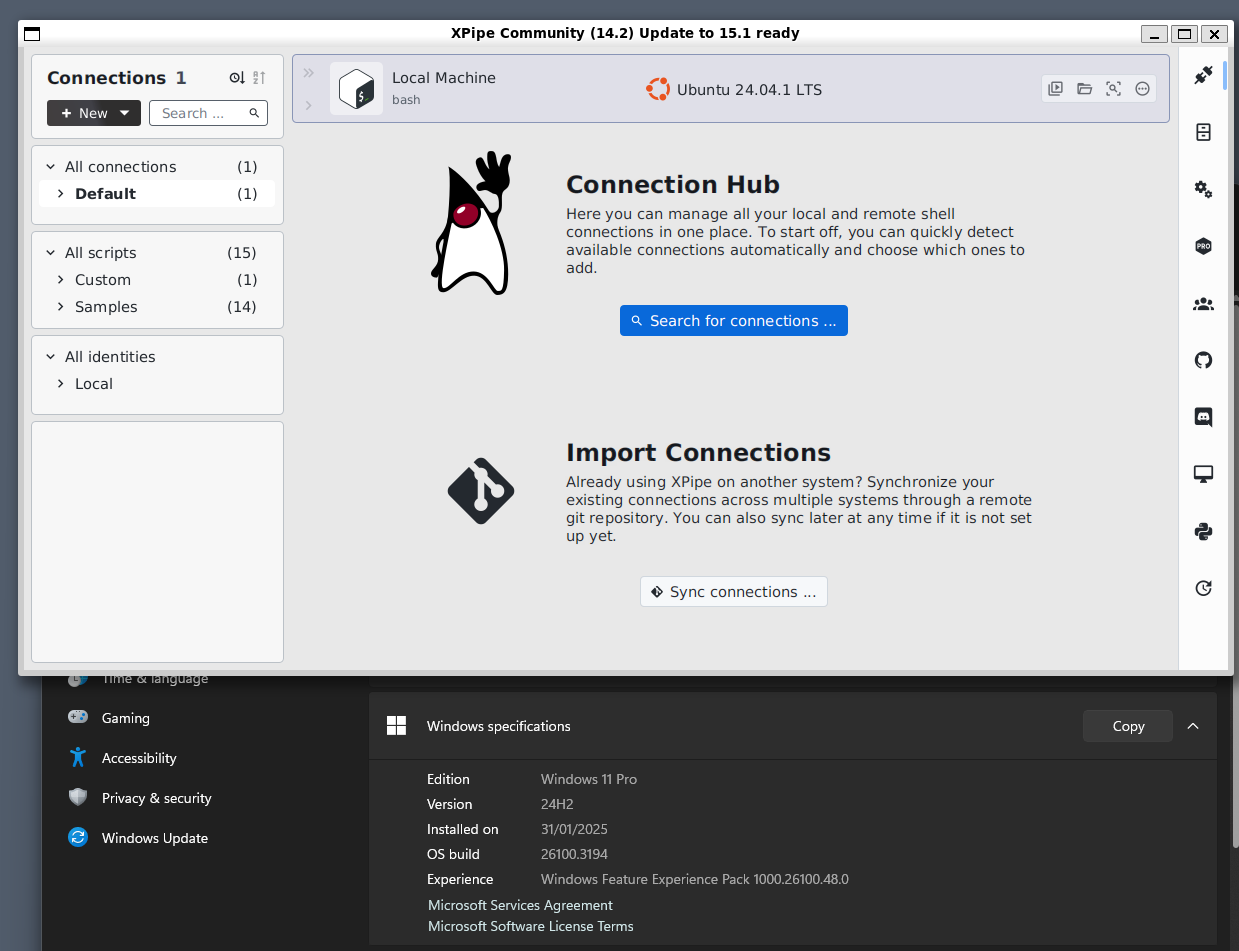 XPipe Community (14.2) Update to 15.1 ready
Connections 1
New
Search ...
All connections (1)
Default (1)
All scripts (15)
Custom (1)
Samples (14)
All identities
Local
Local Machine
bash
$_
Ubuntu 24.04.1 LTS
Connection Hub
Here you can manage all your local and remote shell
connections in one place. To start off, you can quickly detect
available connections automatically and choose which ones to
add.
Search for connections ...
Import Connections
Already using XPipe on another system? Synchronize your
existing connections across multiple systems through a remote
git repository. You can also sync later at any time if it is not set
up yet.
Sync connections ...
PRO
Time & language
Gaming
Accessibility
Privacy & security
Windows Update
Windows specifications
Copy
Edition Windows 11 Pro
Version 24H2
Installed on 31/01/2025
OS build 26100.3194
Experience Windows Feature Experience Pack 1000.26100.48.0
Microsoft Services Agreement
Microsoft Software License Terms